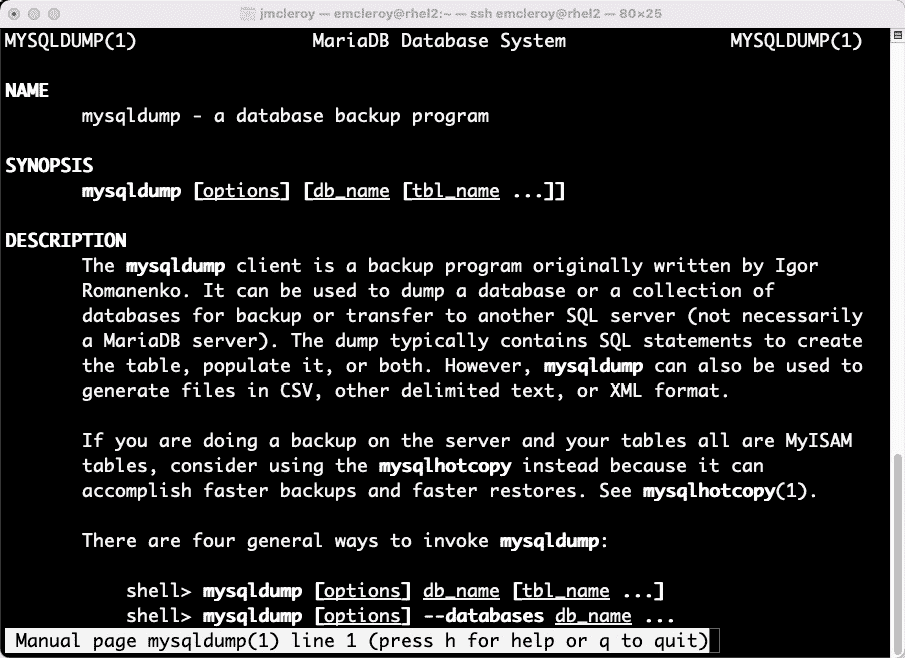 jmcleroy — emcleroy@rhel2:~ — ssh emcleroy@rhel2 — 80×25
MYSQLDUMP(1) MariaDB Database System MYSQLDUMP(1)
NAME
mysqldump - a database backup program
SYNOPSIS
mysqldump [options] [db_name [tbl_name ...]]
DESCRIPTION
The mysqldump client is a backup program originally written by Igor
Romanenko. It can be used to dump a database or a collection of
databases for backup or transfer to another SQL server (not necessarily
a MariaDB server). The dump typically contains SQL statements to create
the table, populate it, or both. However, mysqldump can also be used to
generate files in CSV, other delimited text, or XML format.
If you are doing a backup on the server and your tables all are MyISAM
tables, consider using the mysqlhotcopy instead because it can
accomplish faster backups and faster restores. See mysqlhotcopy(1).
There are four general ways to invoke mysqldump:
shell> mysqldump [options] db_name [tbl_name ...]
shell> mysqldump [options] --databases db_name ...
Manual page mysqldump(1) line 1 (press h for help or q to quit)